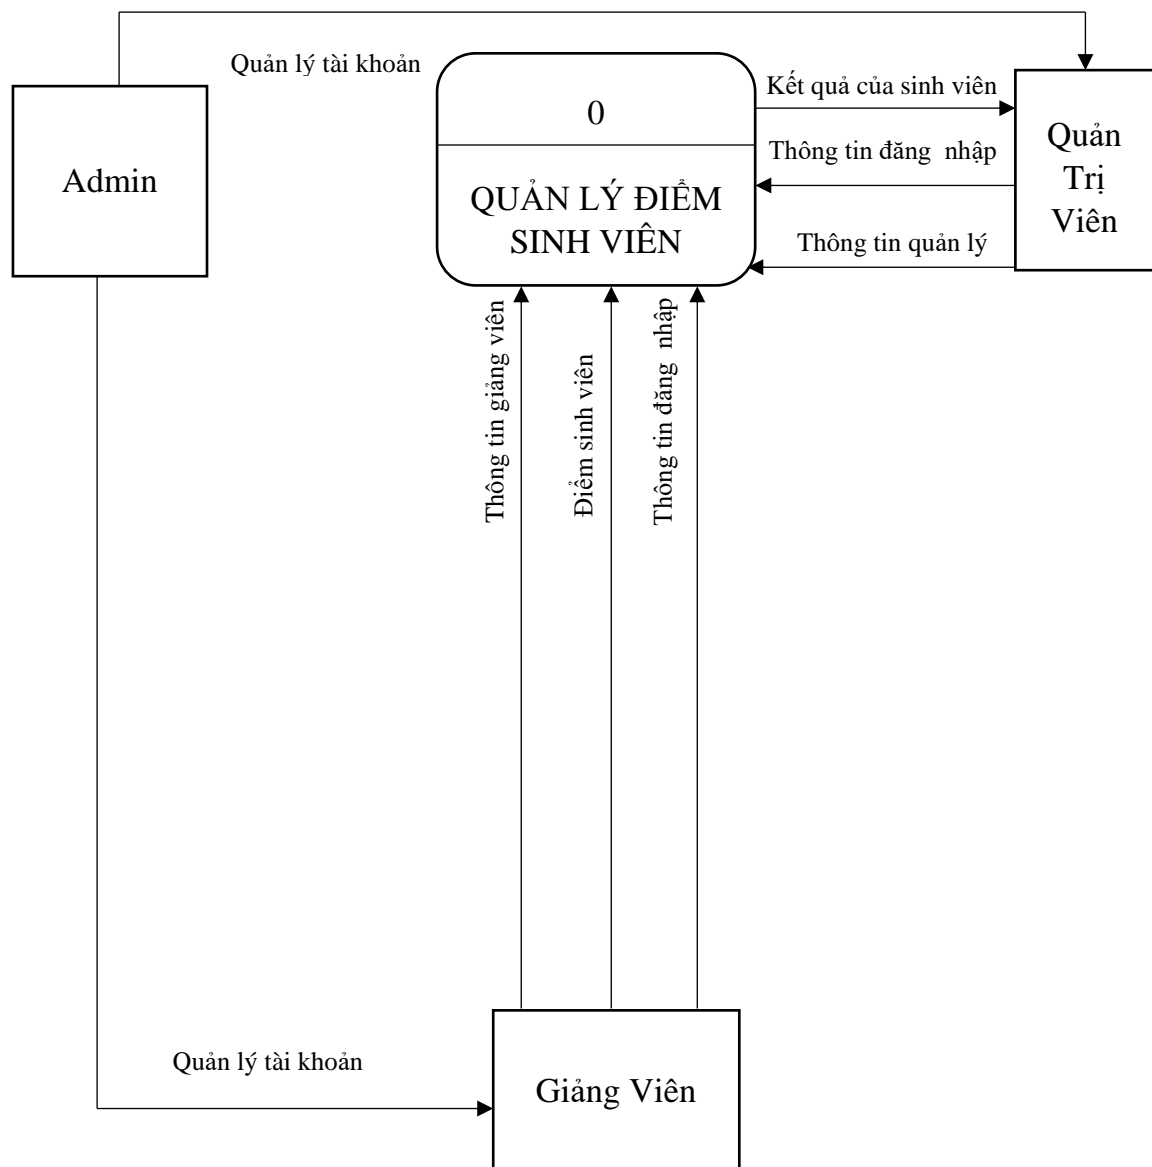 Quản lý tài khoản
Admin
0
QUẢN LÝ ĐIỂM
SINH VIÊN
Kết quả của sinh viên
Thông tin đăng nhập
Thông tin quản lý
Quản
Trị
Viên
Thông tin giảng viên
Điểm sinh viên
Thông tin đăng nhập
Quản lý tài khoản
Giảng Viên